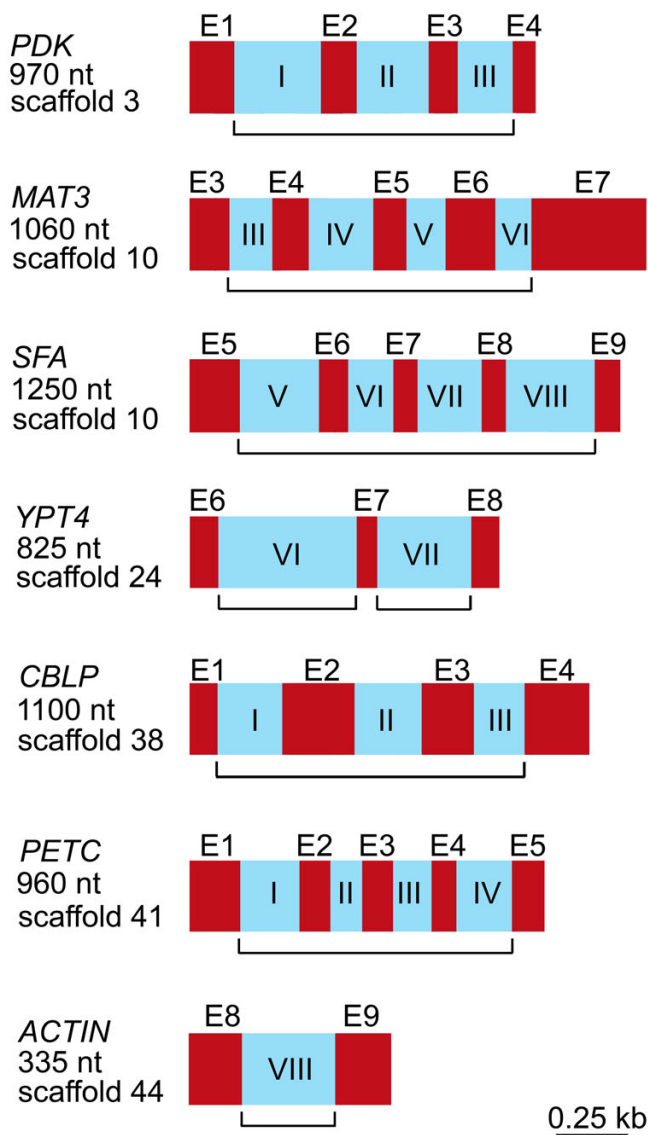 E1 E2 E3 E4
PDK
970 nt
scaffold 3
I II III
E3 E4 E5 E6 E7
MAT3
1060 nt
scaffold 10
III IV V VI
E5 E6 E7 E8 E9
SFA
1250 nt
scaffold 10
V VI VII VIII
E6 E7 E8
YPT4
825 nt
scaffold 24
VI VII
E1 E2 E3 E4
CBLP
1100 nt
scaffold 38
I II III
E1 E2 E3 E4 E5
PETC
960 nt
scaffold 41
I II III IV
E8 E9
ACTIN
335 nt
scaffold 44
VIII
0.25 kb